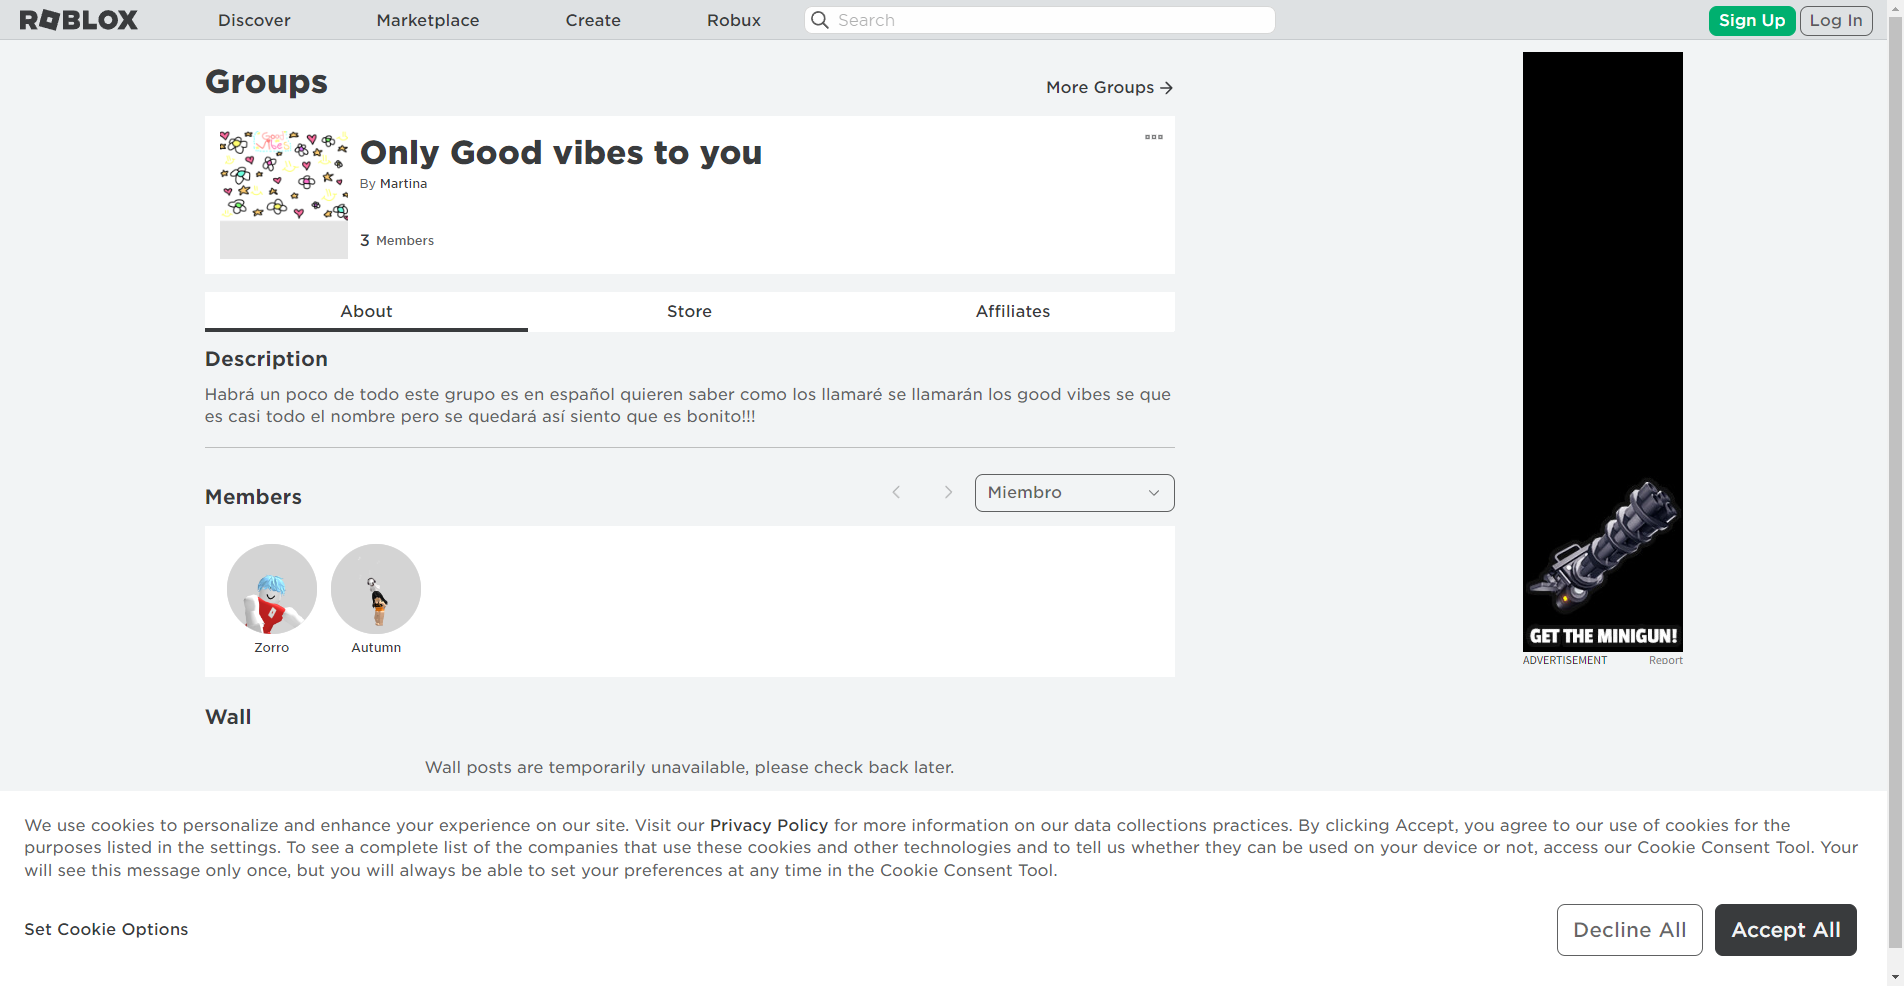 ROBLOX
Discover
Marketplace
Create
Robux
Search
Sign Up
Log In
Groups
More Groups
Good
Vibes
Only Good vibes to you
By Martina
3 Members
About
Store
Affiliates
Description
Habrá un poco de todo este grupo es en español quieren saber como los llamaré se llamarán los good vibes se que
es casi todo el nombre pero se quedará así siento que es bonito!!!
Members
Miembro
Zorro
Autumn
Wall
Wall posts are temporarily unavailable, please check back later.
GET THE MINIGUN!
ADVERTISEMENT
Report
We use cookies to personalize and enhance your experience on our site. Visit our Privacy Policy for more information on our data collections practices. By clicking Accept, you agree to our use of cookies for the
purposes listed in the settings. To see a complete list of the companies that use these cookies and other technologies and to tell us whether they can be used on your device or not, access our Cookie Consent Tool. Your
will see this message only once, but you will always be able to set your preferences at any time in the Cookie Consent Tool.
Set Cookie Options
Decline All
Accept All